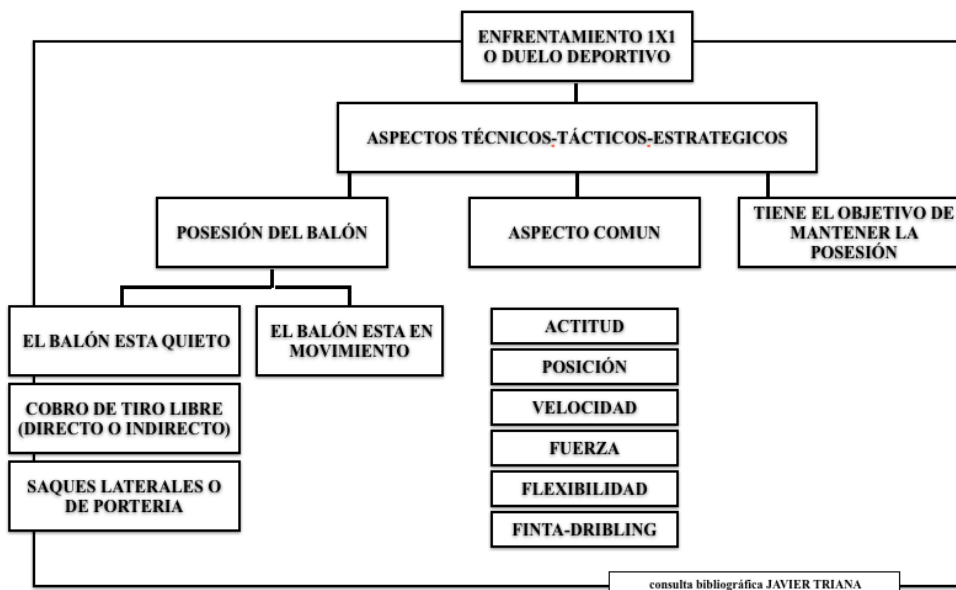 ENFRENTAMIENTO 1X1
O DUELO DEPORTIVO
ASPECTOS TÉCNICOS-TÁCTICOS-ESTRATEGICOS
POSESIÓN DEL BALÓN
ASPECTO COMUN
TIENE EL OBJETIVO DE
MANTENER LA
POSESIÓN
EL BALÓN ESTA QUIETO
EL BALÓN ESTA EN
MOVIMIENTO
COBRO DE TIRO LIBRE
(DIRECTO O INDIRECTO)
SAQUES LATERALES O
DE PORTERIA
ACTITUD
POSICIÓN
VELOCIDAD
FUERZA
FLEXIBILIDAD
FINTA-DRIBLING
consulta bibliográfica JAVIER TRIANA